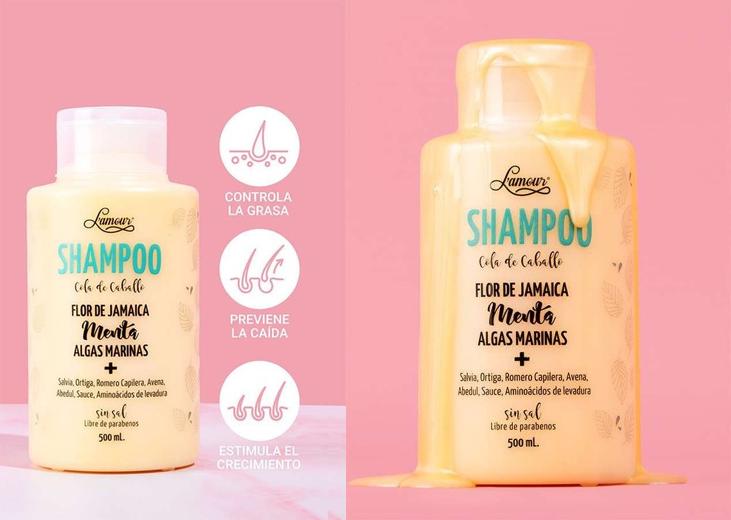 L'amour®
SHAMPOO
Cola de Caballo
FLOR DE JAMAICA
Menta
ALGAS MARINAS
+
Salvia, Ortiga, Romero Capilera, Avena,
Abedul, Sauce, Aminoácidos de levadura
sin sal
Libre de parabenos
500 mL.
CONTROLA
LA GRASA
PREVIENE
LA CAÍDA
ESTIMULA EL
CRECIMIENTO
L'amour®
SHAMPOO
Cola de Caballo
FLOR DE JAMAICA
Menta
ALGAS MARINAS
+
Salvia, Ortiga, Romero Capilera, Avena,
Abedul, Sauce, Aminoácidos de levadura
sin sal
Libre de parabenos
500 mL.